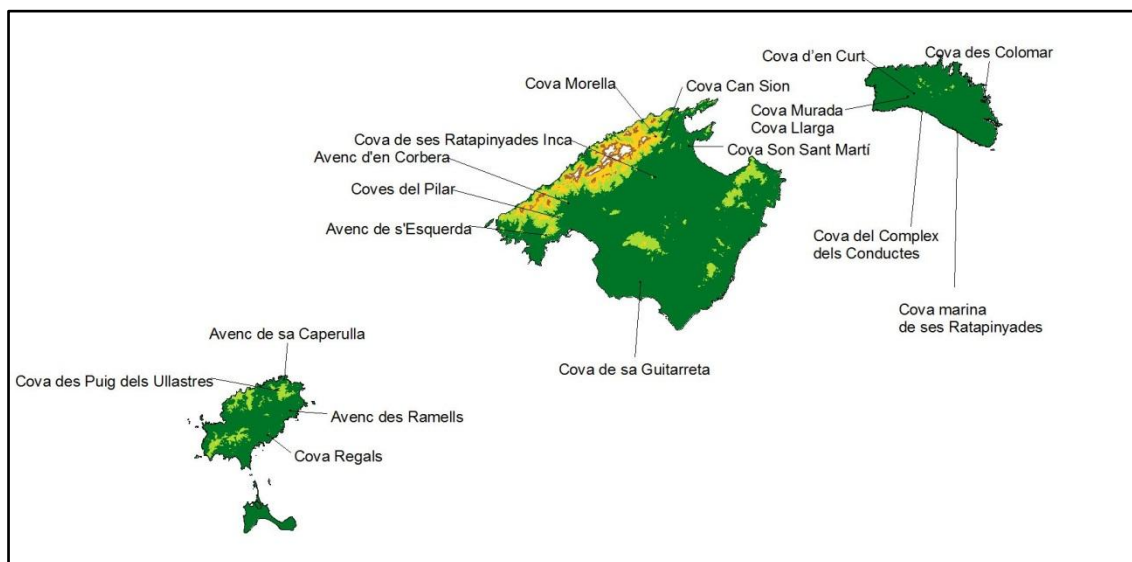 Cova d'en Curt
Cova des Colomar
Cova Morella
Cova Can Sion
Cova Murada
Cova Llarga
Cova de ses Ratapinyades Inca
Cova Son Sant Martí
Avenc d'en Corbera
Coves del Pilar
Avenc de s'Esquerda
Cova del Complex
dels Conductes
Cova marina
de ses Ratapinyades
Avenc de sa Caperulla
Cova de sa Guitarreta
Cova des Puig dels Ullastres
Avenc des Ramells
Cova Regals